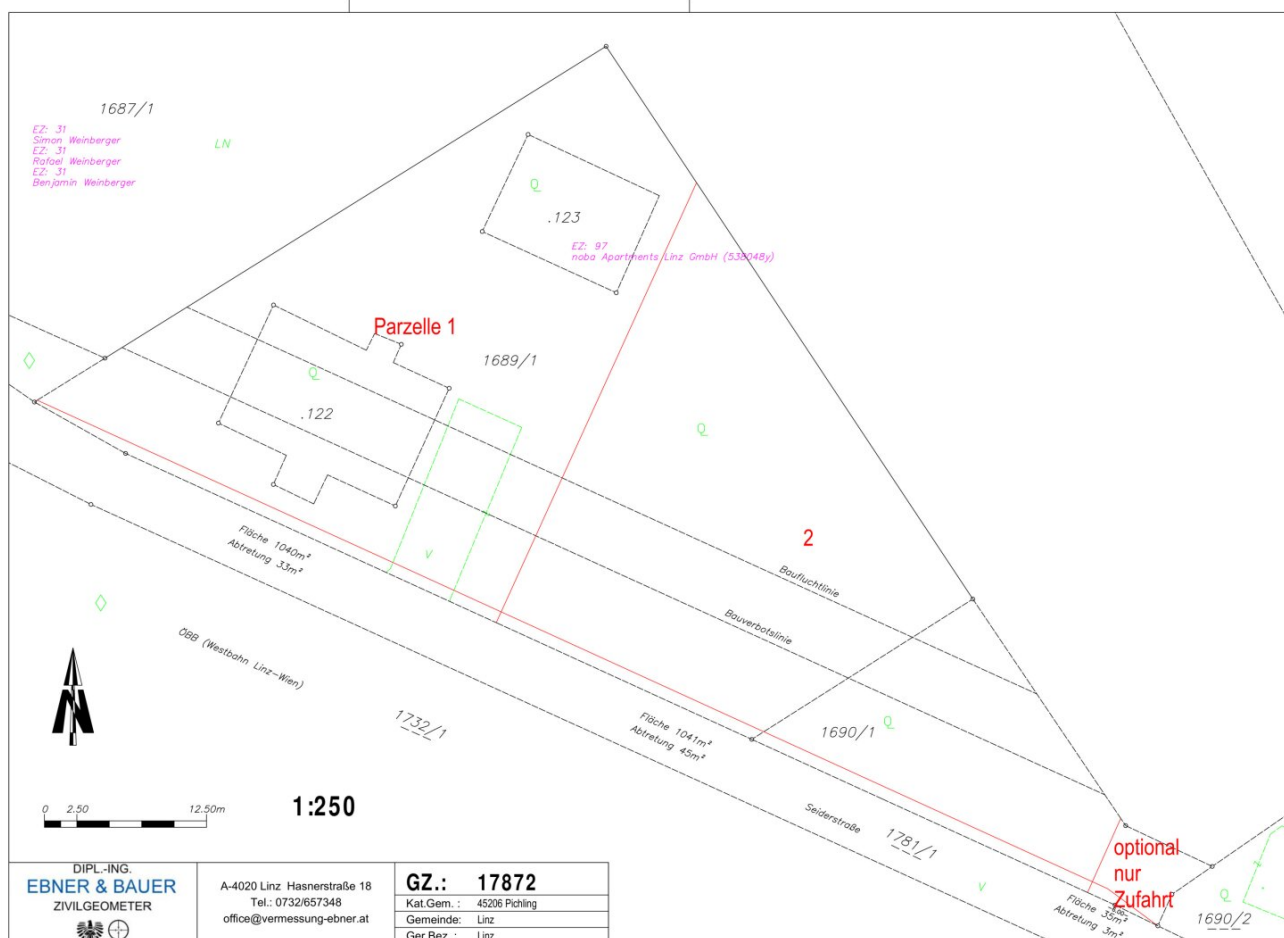 1687/1
EZ: 31
Simon Weinberger
EZ: 31
Rafael Weinberger
EZ: 31
Benjamin Weinberger
LN
Q
.123
EZ: 97
noba Apartments Linz GmbH (538048y)
Parzelle 1
1689/1
Q
.122
Q
2
Baufluchtlinie
Bauverbotslinie
Fläche 1040m²
Abtretung 33m²
V
ÖBB (Westbahn Linz-Wien)
1732/1
Fläche 1041m²
Abtretung 45m²
1690/1
Q
Seiderstraße
1781/1
V
optional
nur
Zufahrt
Fläche 35m²
Abtretung 3m²
Q
1690/2
N
0 2.50 12.50m
1:250
DIPL.-ING.
EBNER & BAUER
ZIVILGEOMETER
A-4020 Linz Hasnerstraße 18
Tel.: 0732/657348
office@vermessung-ebner.at
GZ.: 17872
Kat.Gem.: 45206 Pichling
Gemeinde: Linz
Ger.Bez.: Linz